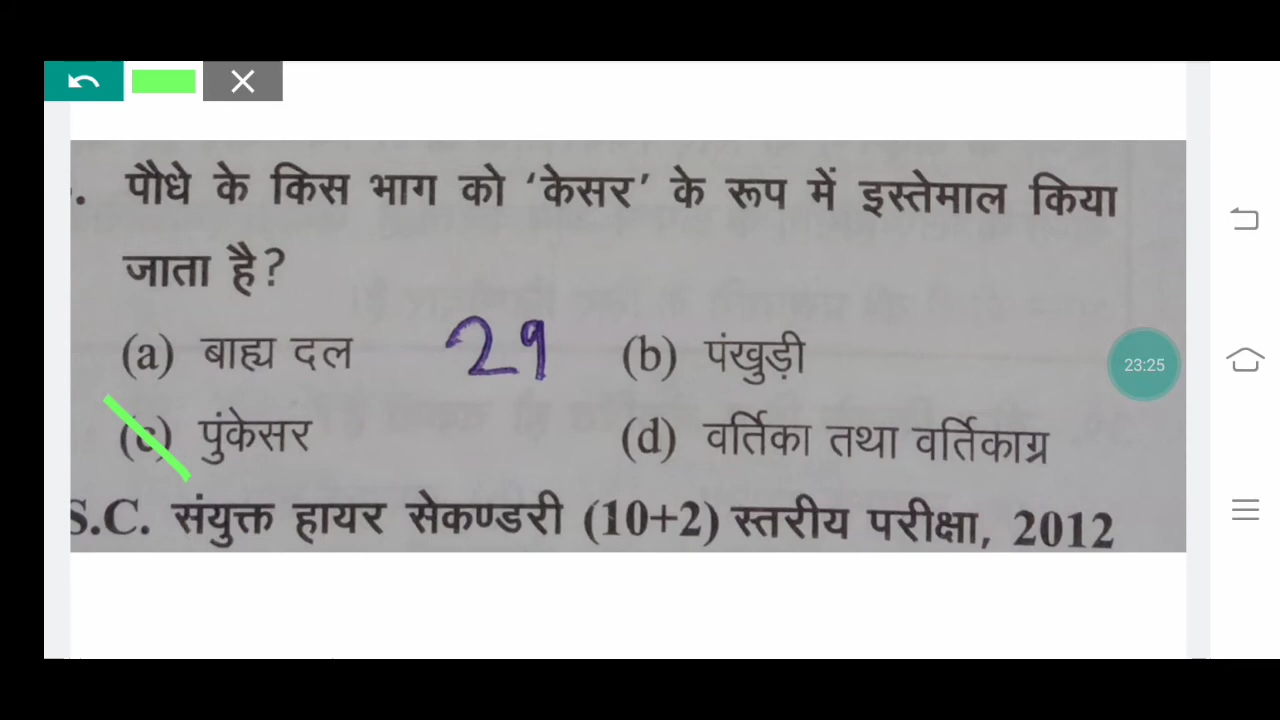 . पौधे के किस भाग को ‘केसर’ के रूप में इस्तेमाल किया
जाता है?
(a) बाह्य दल 29 (b) पंखुड़ी
23:25
(c) पुंकेसर (d) वर्तिका तथा वर्तिकाग्र
S.C. संयुक्त हायर सेकण्डरी (10+2) स्तरीय परीक्षा, 2012